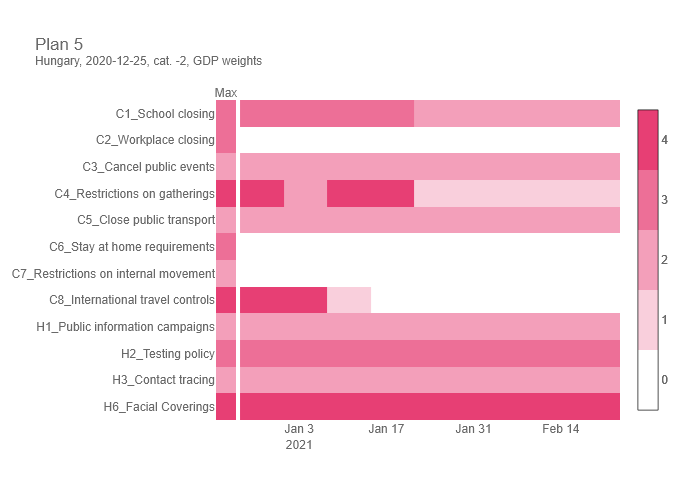 Plan 5
Hungary, 2020-12-25, cat. -2, GDP weights
Max
C1_School closing
C2_Workplace closing
C3_Cancel public events
C4_Restrictions on gatherings
C5_Close public transport
C6_Stay at home requirements
C7_Restrictions on internal movement
C8_International travel controls
H1_Public information campaigns
H2_Testing policy
H3_Contact tracing
H6_Facial Coverings
Jan 3 Jan 17 Jan 31 Feb 14
2021
4
3
2
1
0